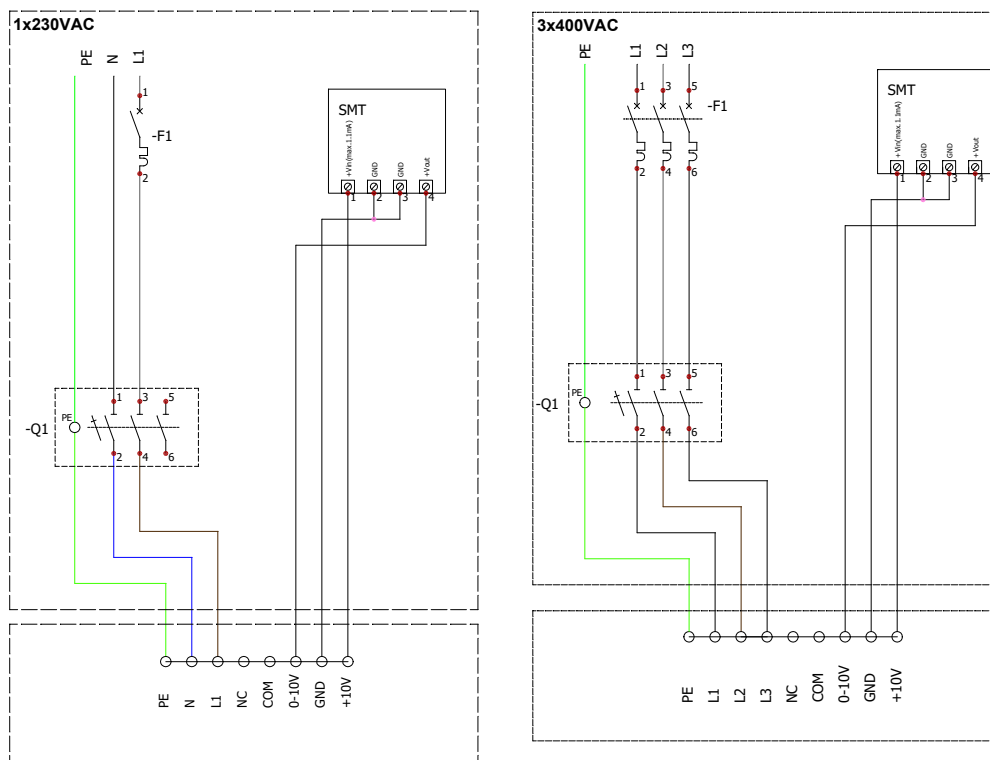 1x230VAC
PE
N
L1
1
-F1
2
SMT
+Vin(max.1.1mA)
GND
GND
+Vout
1
2
3
4
-Q1
PE
1
3
5
2
4
6
PE
N
L1
NC
COM
0-10V
GND
+10V
3x400VAC
PE
L1
L2
L3
1
3
5
-F1
2
4
6
SMT
+ Vin(max.1.1mA)
GND
GND
+ Vout
1
2
3
4
-Q1
PE
1
3
5
2
4
6
PE
L1
L2
L3
NC
COM
0-10V
GND
+10V